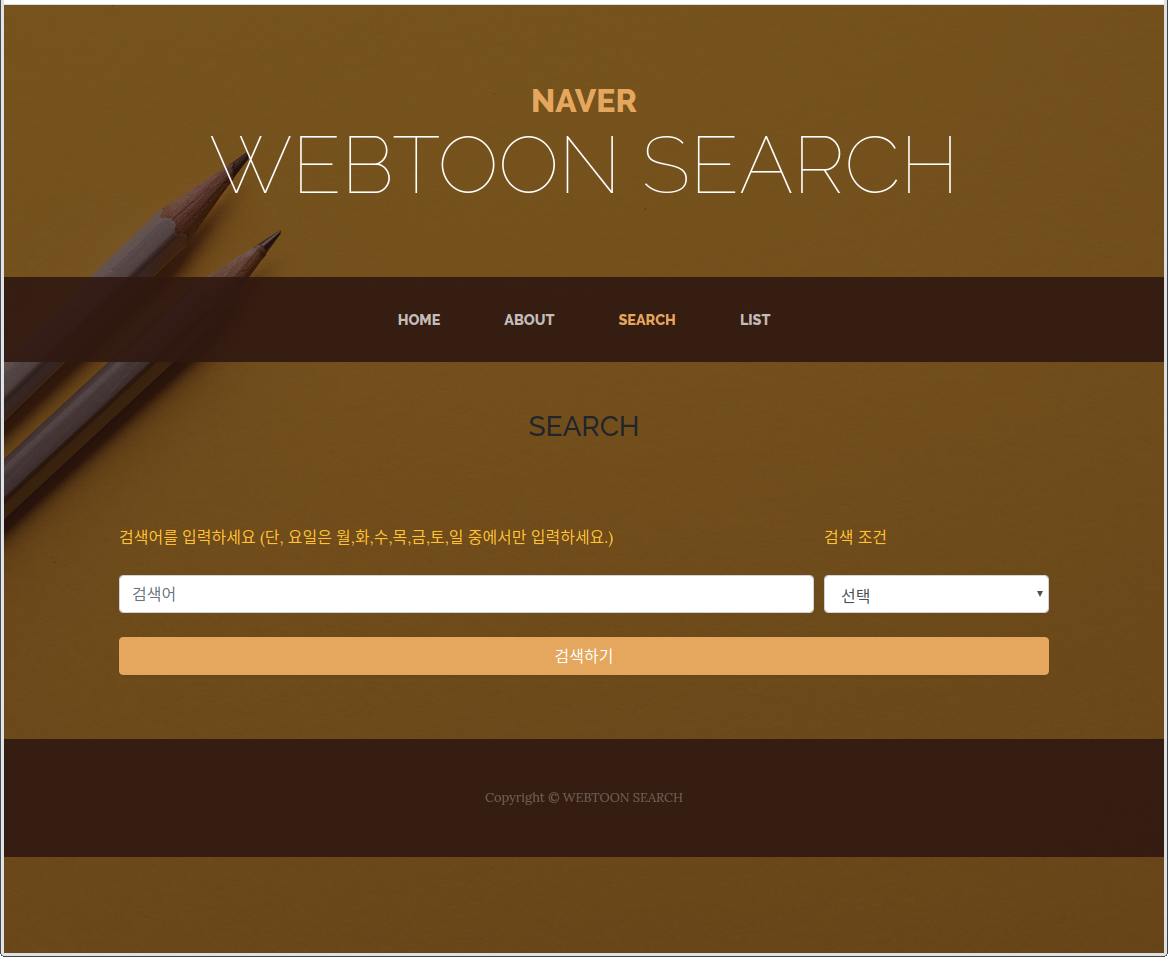 NAVER
WEBTOON SEARCH
HOME ABOUT SEARCH LIST
SEARCH
검색어를 입력하세요 (단, 요일은 월,화,수,목,금,토,일 중에서만 입력하세요.) 검색 조건
검색어 선택
검색하기
Copyright © WEBTOON SEARCH